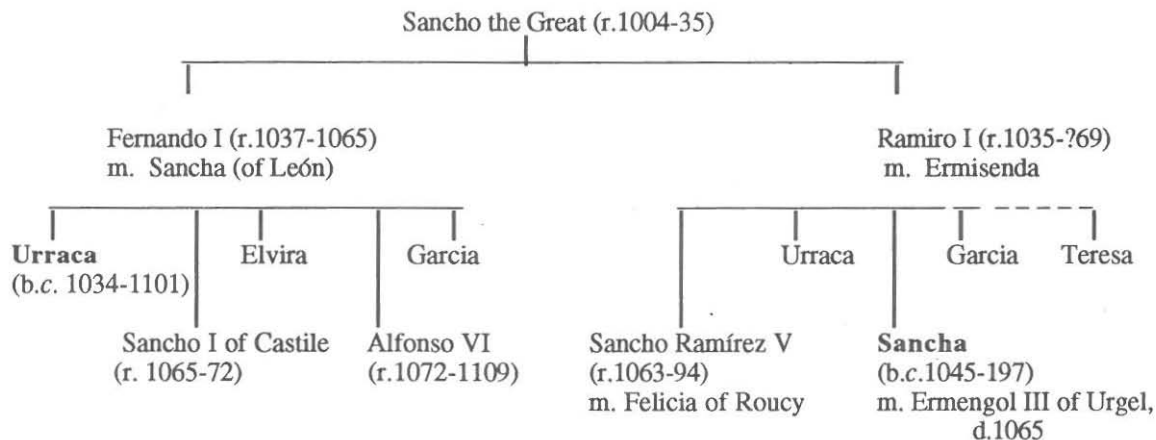 Sancho the Great (r.1004-35)
Fernando I (r.1037-1065)
m. Sancha (of León)
Ramiro I (r.1035-?69)
m. Ermisenda
Urraca
(b.c. 1034-1101)
Elvira
Garcia
Urraca
Garcia
Teresa
Sancho I of Castile
(r. 1065-72)
Alfonso VI
(r.1072-1109)
Sancho Ramírez V
(r.1063-94)
m. Felicia of Roucy
Sancha
(b.c.1045-197)
m. Ermengol III of Urgel,
d.1065